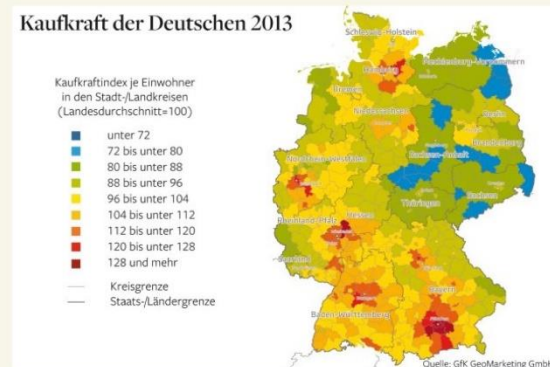 Kaufkraft der Deutschen 2013
Kaufkraftindex je Einwohner
in den Stadt-/Landkreisen
(Landesdurchschnitt=100)
unter 72
72 bis unter 80
80 bis unter 88
88 bis unter 96
96 bis unter 104
104 bis unter 112
112 bis unter 120
120 bis unter 128
128 und mehr
Kreisgrenze
Staats-/Ländergrenze
Schleswig-Holstein
Mecklenburg-Vorpommern
Hamburg
Bremen
Niedersachsen
Berlin
Brandenburg
Sachsen-Anhalt
Nordrhein-Westfalen
Sachsen
Thüringen
Hessen
Rheinland-Pfalz
Saarland
Bayern
Baden-Württemberg
Quelle: GfK GeoMarketing GmbH